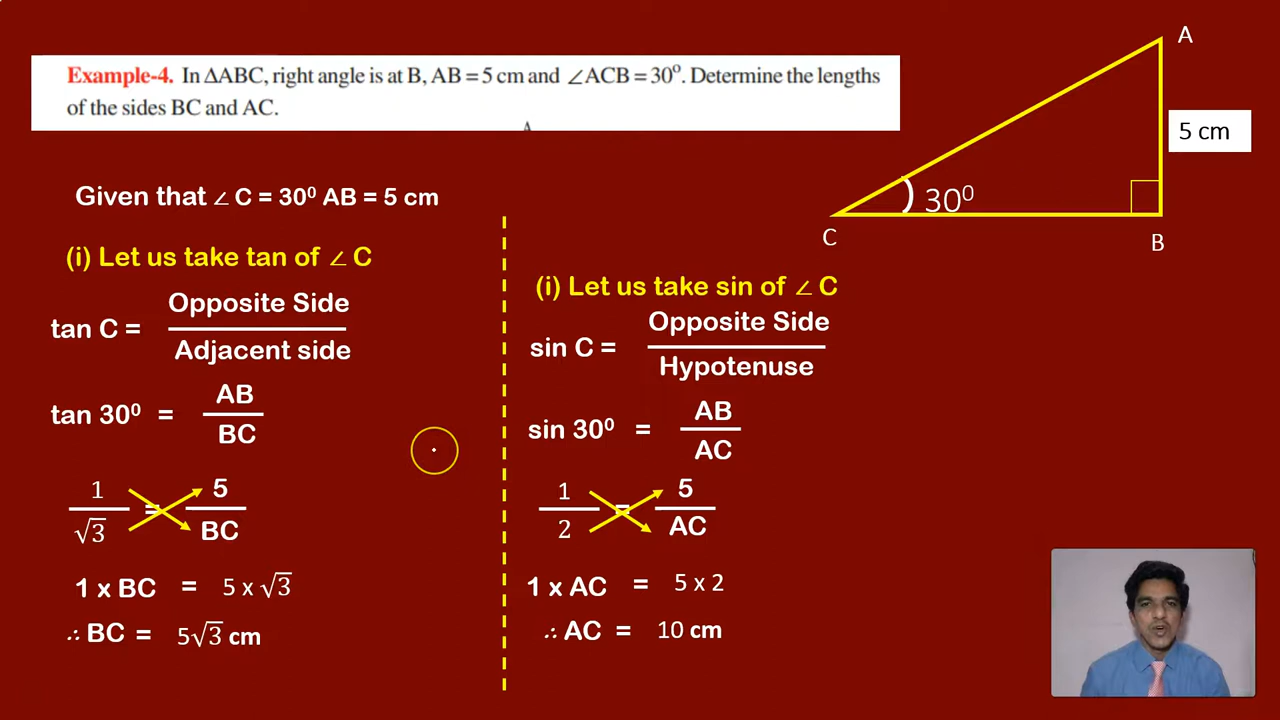 Example-4. In ΔABC, right angle is at B, AB = 5 cm and ∠ACB = 30°. Determine the lengths
of the sides BC and AC.
A
A
5 cm
30⁰
C
B
Given that ∠ C = 30⁰ AB = 5 cm
(i) Let us take tan of ∠ C
tan C = Opposite Side / Adjacent side
tan 30⁰ = AB / BC
1 / √3 = 5 / BC
1 x BC = 5 x √3
∴ BC = 5√3 cm
(i) Let us take sin of ∠ C
sin C = Opposite Side / Hypotenuse
sin 30⁰ = AB / AC
1 / 2 = 5 / AC
1 x AC = 5 x 2
∴ AC = 10 cm